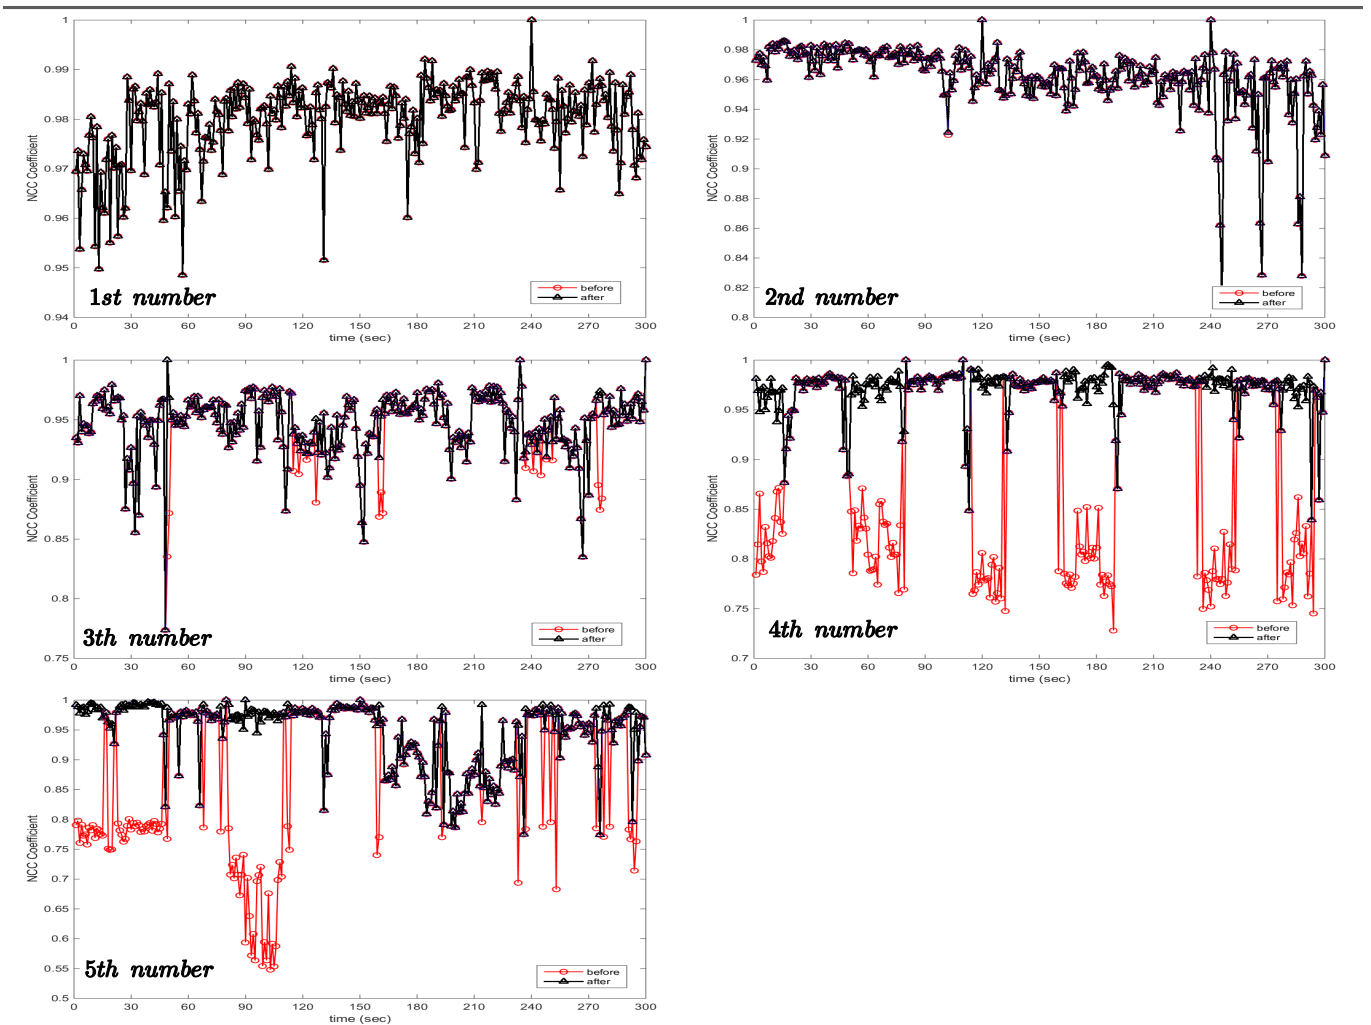 1
0.99
0.98
0.97
0.96
0.95
0.94
NCC Coefficient
0 30 60 90 120 150 180 210 240 270 300
time (sec)
1st number
before
after
1
0.98
0.96
0.94
0.92
0.9
0.88
0.86
0.84
0.82
0.8
NCC Coefficient
0 30 60 90 120 150 180 210 240 270 300
time (sec)
2nd number
before
after
1
0.95
0.9
0.85
0.8
0.75
NCC Coefficient
0 30 60 90 120 150 180 210 240 270 300
time (sec)
3th number
before
after
1
0.95
0.9
0.85
0.8
0.75
0.7
NCC Coefficient
0 30 60 90 120 150 180 210 240 270 300
time (sec)
4th number
before
after
1
0.95
0.9
0.85
0.8
0.75
0.7
0.65
0.6
0.55
0.5
NCC Coefficient
0 30 60 90 120 150 180 210 240 270 300
time (sec)
5th number
before
after